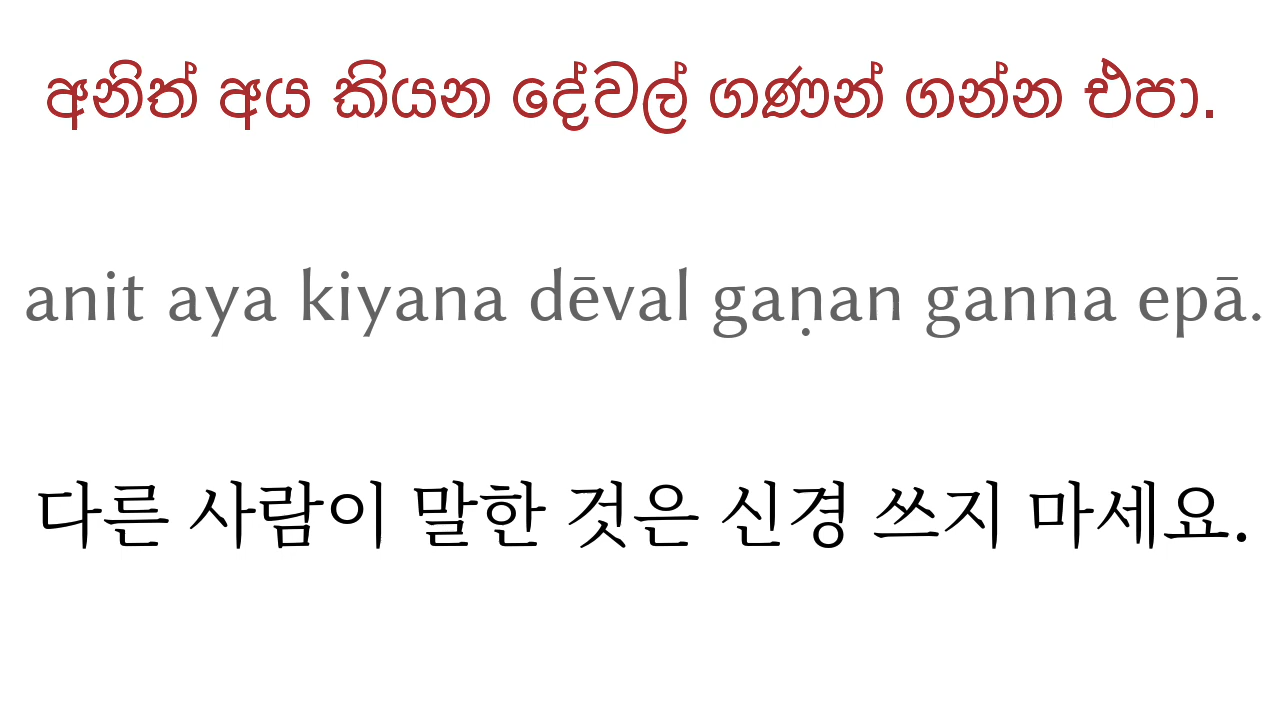 අනිත් අය කියන දේවල් ගණන් ගන්න එපා.
anit aya kiyana dēval gaṇan ganna epā.
다른 사람이 말한 것은 신경 쓰지 마세요.